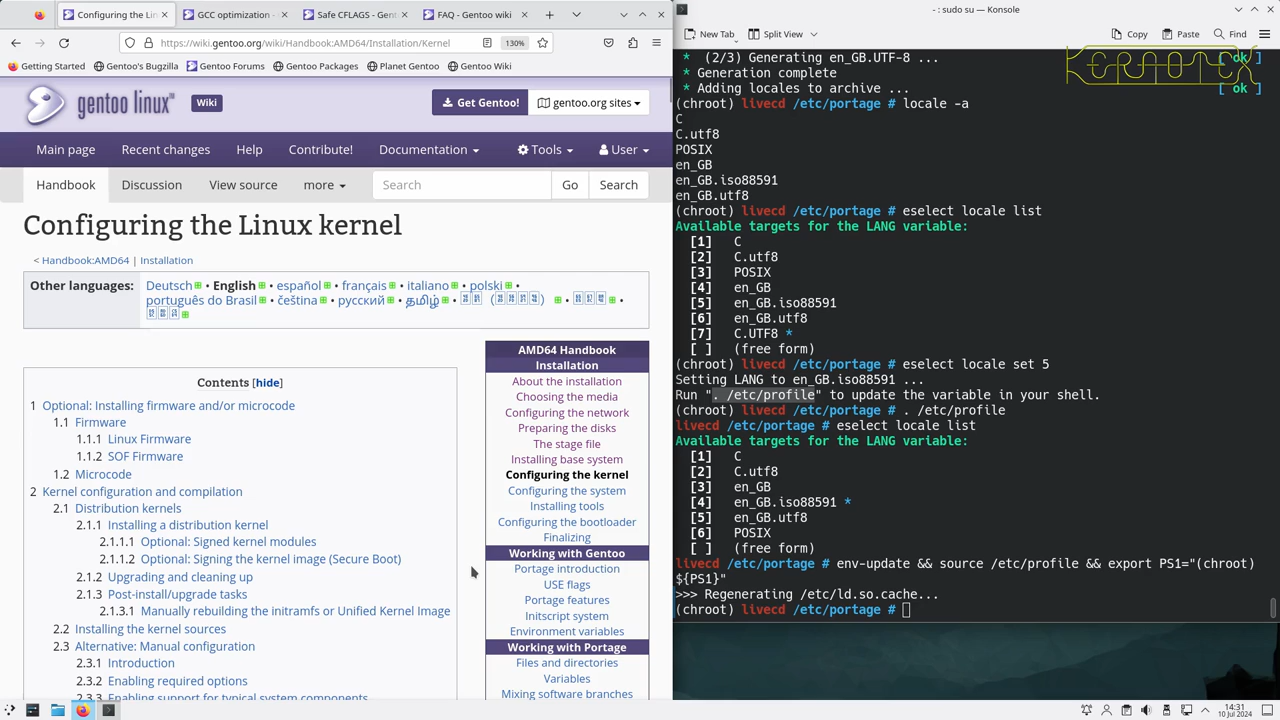 Configuring the Lin
GCC optimization -
Safe CFLAGS - Gent
FAQ - Gentoo wiki
https://wiki.gentoo.org/wiki/Handbook:AMD64/Installation/Kernel
130%
Getting Started
Gentoo's Bugzilla
Gentoo Forums
Gentoo Packages
Planet Gentoo
Gentoo Wiki
gentoo linux
Wiki
Get Gentoo!
gentoo.org sites
Main page
Recent changes
Help
Contribute!
Documentation
Tools
User
Handbook
Discussion
View source
more
Search
Go
Search
Configuring the Linux kernel
< Handbook:AMD64 | Installation
Other languages:
Deutsch • English • español • français • italiano • polski •
português do Brasil • čeština • русский • தமிழ் •
Contents [hide]
1 Optional: Installing firmware and/or microcode
1.1 Firmware
1.1.1 Linux Firmware
1.1.2 SOF Firmware
1.2 Microcode
2 Kernel configuration and compilation
2.1 Distribution kernels
2.1.1 Installing a distribution kernel
2.1.1.1 Optional: Signed kernel modules
2.1.1.2 Optional: Signing the kernel image (Secure Boot)
2.1.2 Upgrading and cleaning up
2.1.3 Post-install/upgrade tasks
2.1.3.1 Manually rebuilding the initramfs or Unified Kernel Image
2.2 Installing the kernel sources
2.3 Alternative: Manual configuration
2.3.1 Introduction
2.3.2 Enabling required options
2.3.3 Enabling support for typical system components
AMD64 Handbook
Installation
About the installation
Choosing the media
Configuring the network
Preparing the disks
The stage file
Installing base system
Configuring the kernel
Configuring the system
Installing tools
Configuring the bootloader
Finalizing
Working with Gentoo
Portage introduction
USE flags
Portage features
Initscript system
Environment variables
Working with Portage
Files and directories
Variables
Mixing software branches
- : sudo su — Konsole
New Tab
Split View
Copy
Paste
Find
* (2/3) Generating en_GB.UTF-8 ... [ ok ]
* Generation complete
* Adding locales to archive ... [ ok ]
KERAOTEX
(chroot) livecd /etc/portage # locale -a
C
C.utf8
POSIX
en_GB
en_GB.iso88591
en_GB.utf8
(chroot) livecd /etc/portage # eselect locale list
Available targets for the LANG variable:
[1] C
[2] C.utf8
[3] POSIX
[4] en_GB
[5] en_GB.iso88591
[6] en_GB.utf8
[7] C.UTF8 *
[ ] (free form)
(chroot) livecd /etc/portage # eselect locale set 5
Setting LANG to en_GB.iso88591 ...
Run ". /etc/profile" to update the variable in your shell.
(chroot) livecd /etc/portage # . /etc/profile
livecd /etc/portage # eselect locale list
Available targets for the LANG variable:
[1] C
[2] C.utf8
[3] en_GB
[4] en_GB.iso88591 *
[5] en_GB.utf8
[6] POSIX
[ ] (free form)
livecd /etc/portage # env-update && source /etc/profile && export PS1="(chroot)
${PS1}"
>>> Regenerating /etc/ld.so.cache...
(chroot) livecd /etc/portage #
14:31
10 Jul 2024